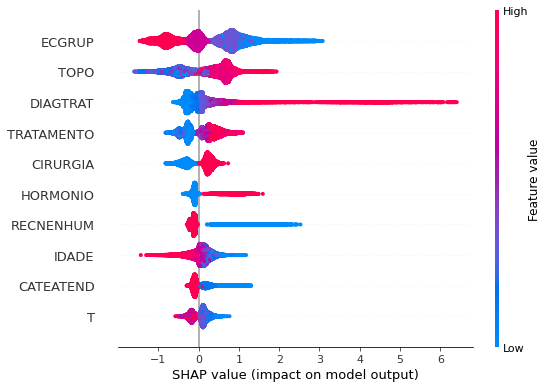 High
ECGRUP
TOPO
DIAGTRAT
TRATAMENTO
CIRURGIA
HORMONIO
RECNENHUM
IDADE
CATEATEND
T
Feature value
Low
−1 0 1 2 3 4 5 6
SHAP value (impact on model output)